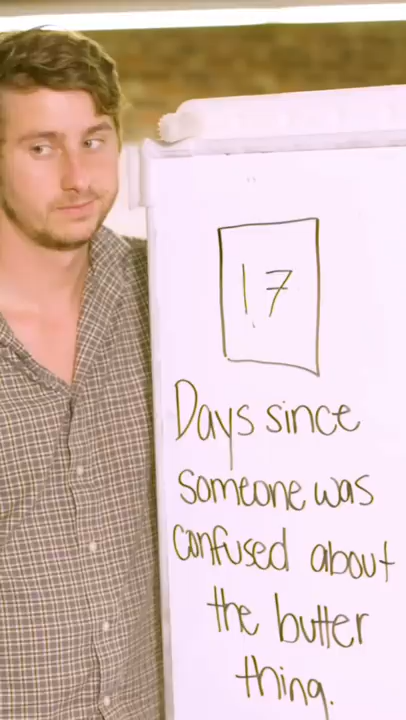 17
Days since
someone was
confused about
the butter
thing.